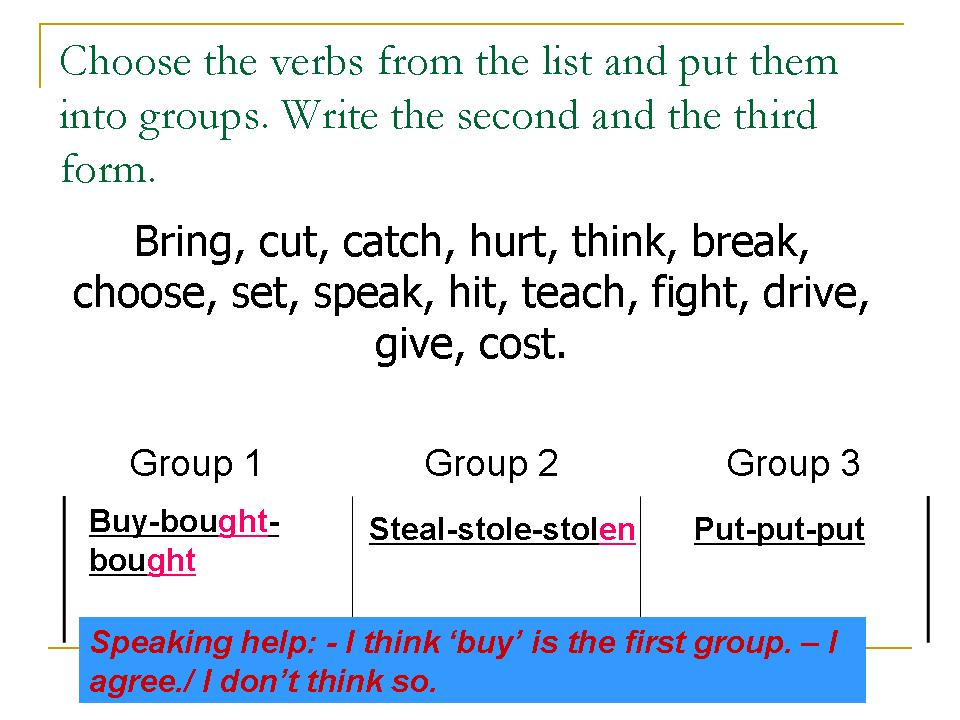 Choose the verbs from the list and put them
into groups. Write the second and the third
form.
Bring, cut, catch, hurt, think, break,
choose, set, speak, hit, teach, fight, drive,
give, cost.
Group 1
Group 2
Group 3
Buy-bought-
bought
Steal-stole-stolen
Put-put-put
Speaking help: - I think ‘buy’ is the first group. – I
agree./ I don’t think so.